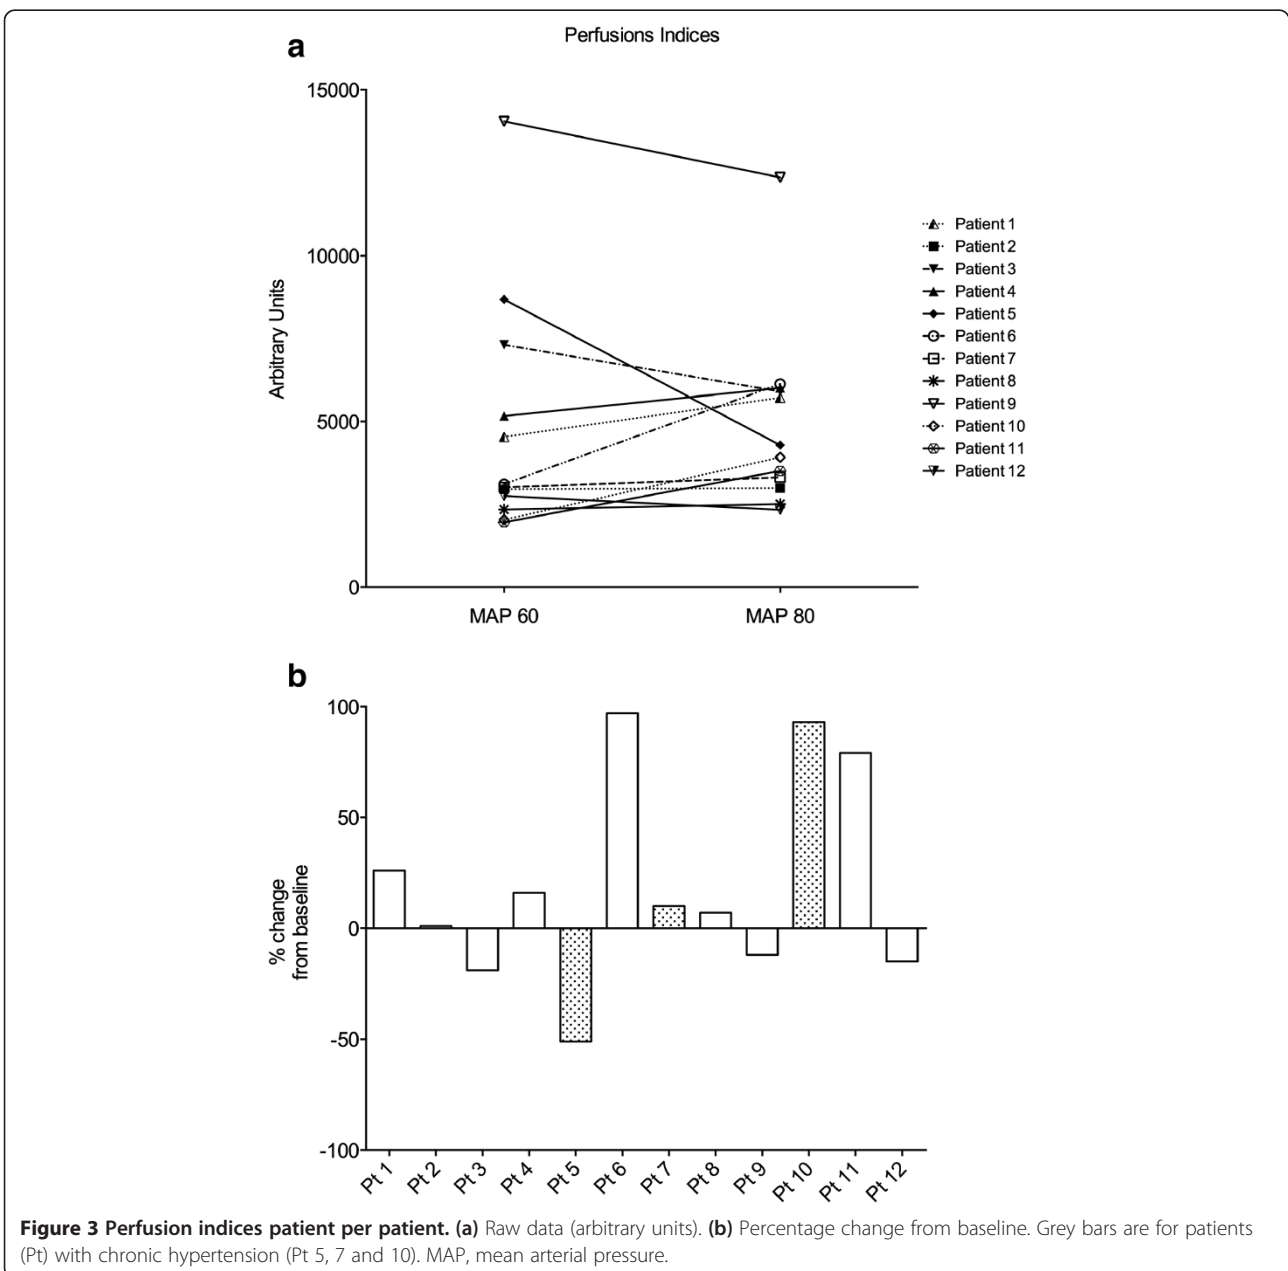 a
Perfusions Indices
15000
10000
5000
0
Arbitrary Units
MAP 60
MAP 80
Patient 1
Patient 2
Patient 3
Patient 4
Patient 5
Patient 6
Patient 7
Patient 8
Patient 9
Patient 10
Patient 11
Patient 12
b
100
50
0
-50
-100
% change
from baseline
Pt 1
Pt 2
Pt 3
Pt 4
Pt 5
Pt 6
Pt 7
Pt 8
Pt 9
Pt 10
Pt 11
Pt 12
Figure 3 Perfusion indices patient per patient. (a) Raw data (arbitrary units). (b) Percentage change from baseline. Grey bars are for patients
(Pt) with chronic hypertension (Pt 5, 7 and 10). MAP, mean arterial pressure.